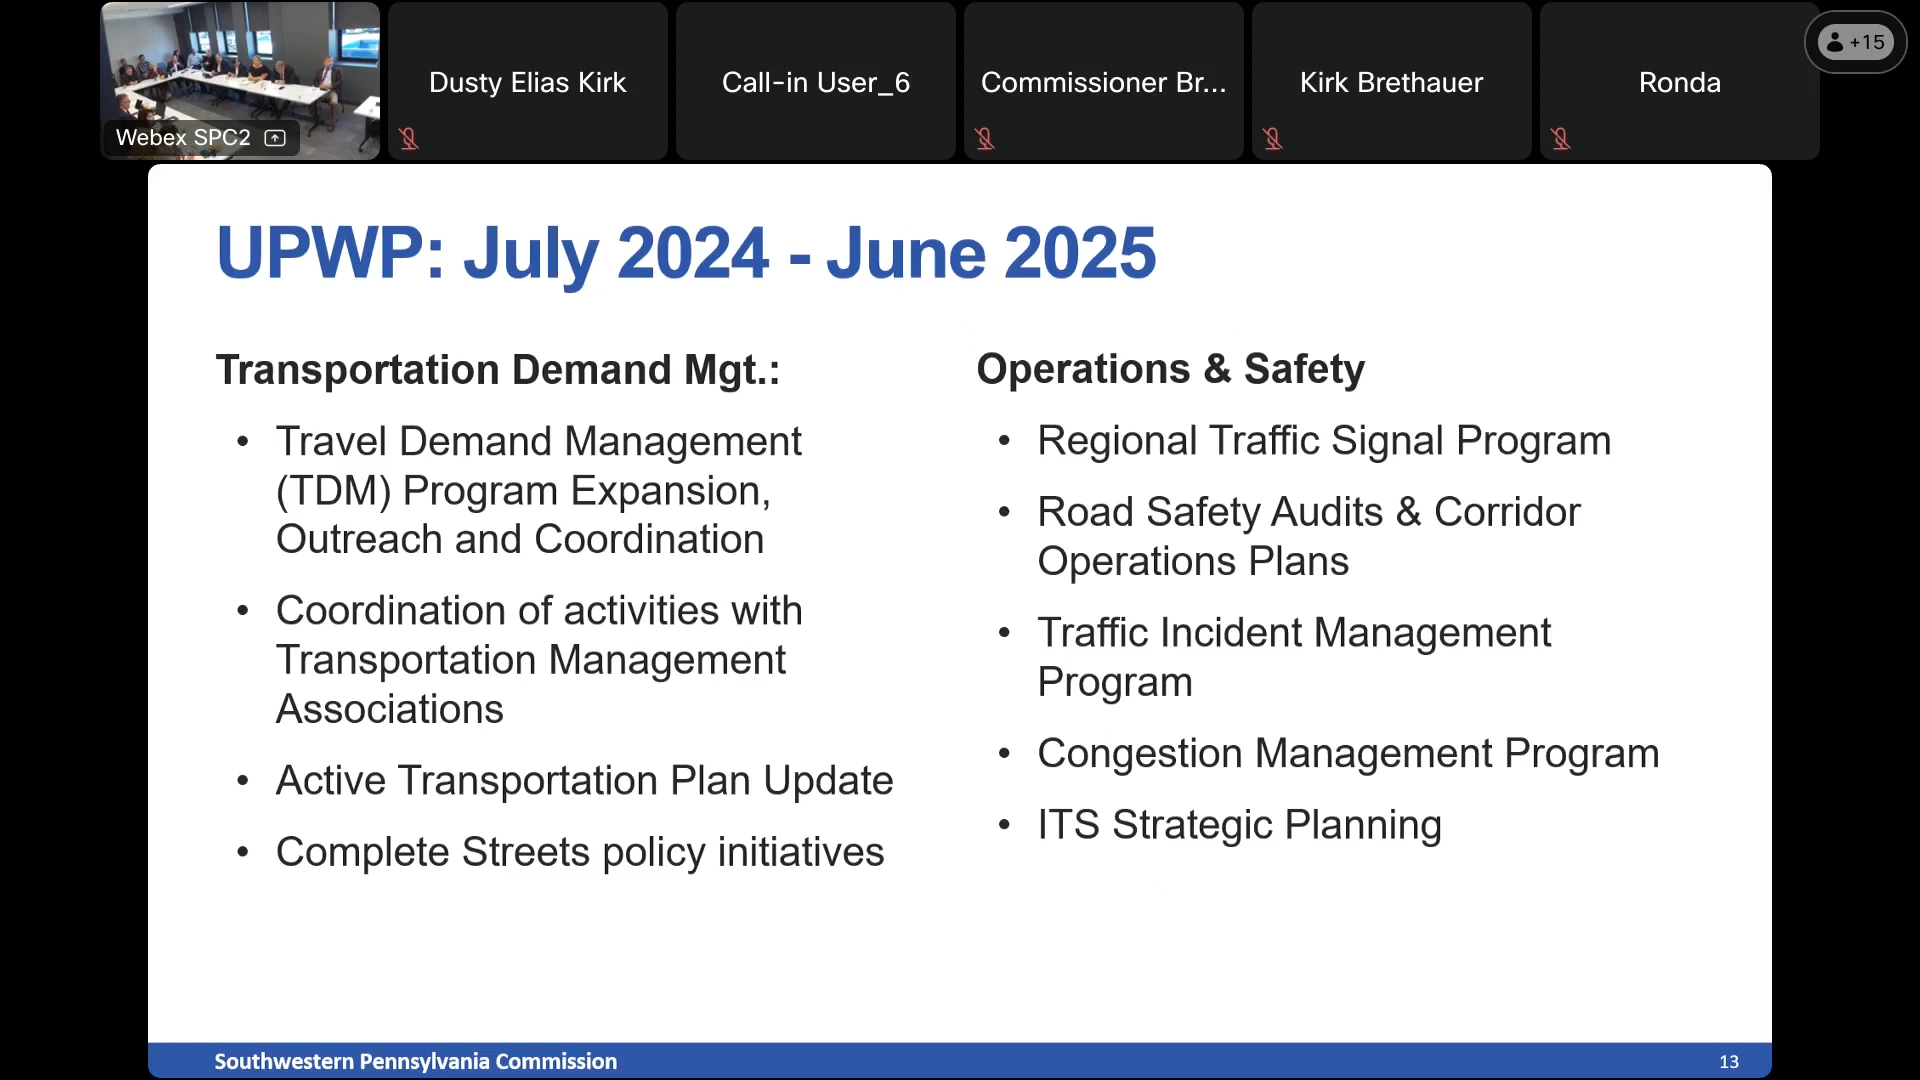 Webex SPC2
Dusty Elias Kirk
Call-in User_6
Commissioner Br...
Kirk Brethauer
Ronda
+15
UPWP: July 2024 - June 2025
Transportation Demand Mgt.:
• Travel Demand Management
(TDM) Program Expansion,
Outreach and Coordination
• Coordination of activities with
Transportation Management
Associations
• Active Transportation Plan Update
• Complete Streets policy initiatives
Operations & Safety
• Regional Traffic Signal Program
• Road Safety Audits & Corridor
Operations Plans
• Traffic Incident Management
Program
• Congestion Management Program
• ITS Strategic Planning
Southwestern Pennsylvania Commission
13